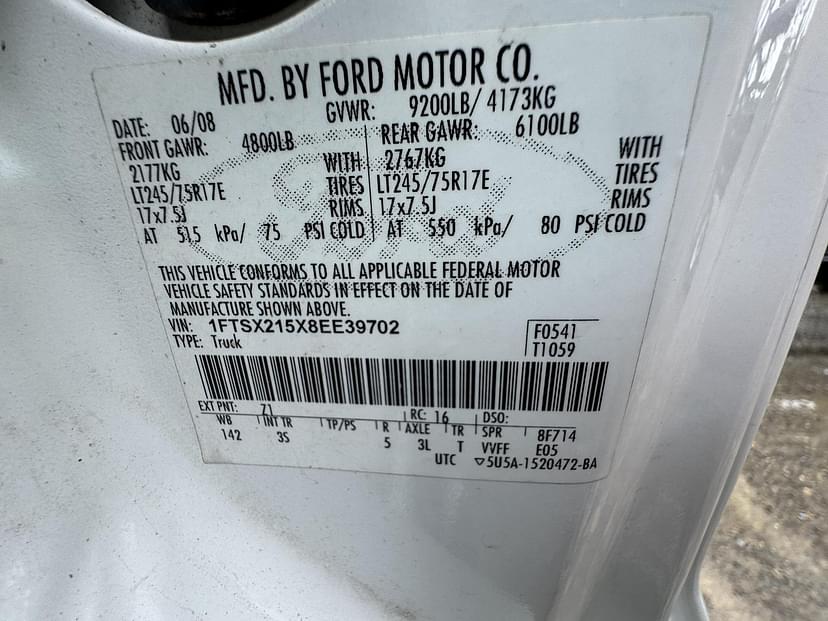 MFD. BY FORD MOTOR CO.
DATE: 06/08 GVWR: 9200LB/ 4173KG
FRONT GAWR: 4800LB REAR GAWR: 6100LB
2177KG WITH 2767KG WITH
LT245/75R17E TIRES LT245/75R17E TIRES
17x7.5J RIMS 17x7.5J RIMS
AT 515 kPa/ 75 PSI COLD AT 550 kPa/ 80 PSI COLD
THIS VEHICLE CONFORMS TO ALL APPLICABLE FEDERAL MOTOR
VEHICLE SAFETY STANDARDS IN EFFECT ON THE DATE OF
MANUFACTURE SHOWN ABOVE.
VIN: 1FTSX215X8EE39702 F0541
TYPE: Truck T1059
EXT PNT: Z1 RC: 16 DSO:
WB INT TR TP/PS R AXLE TR SPR 8F714
142 3S 5 3L T VVFF E05
UTC ▽5U5A-1520472-BA